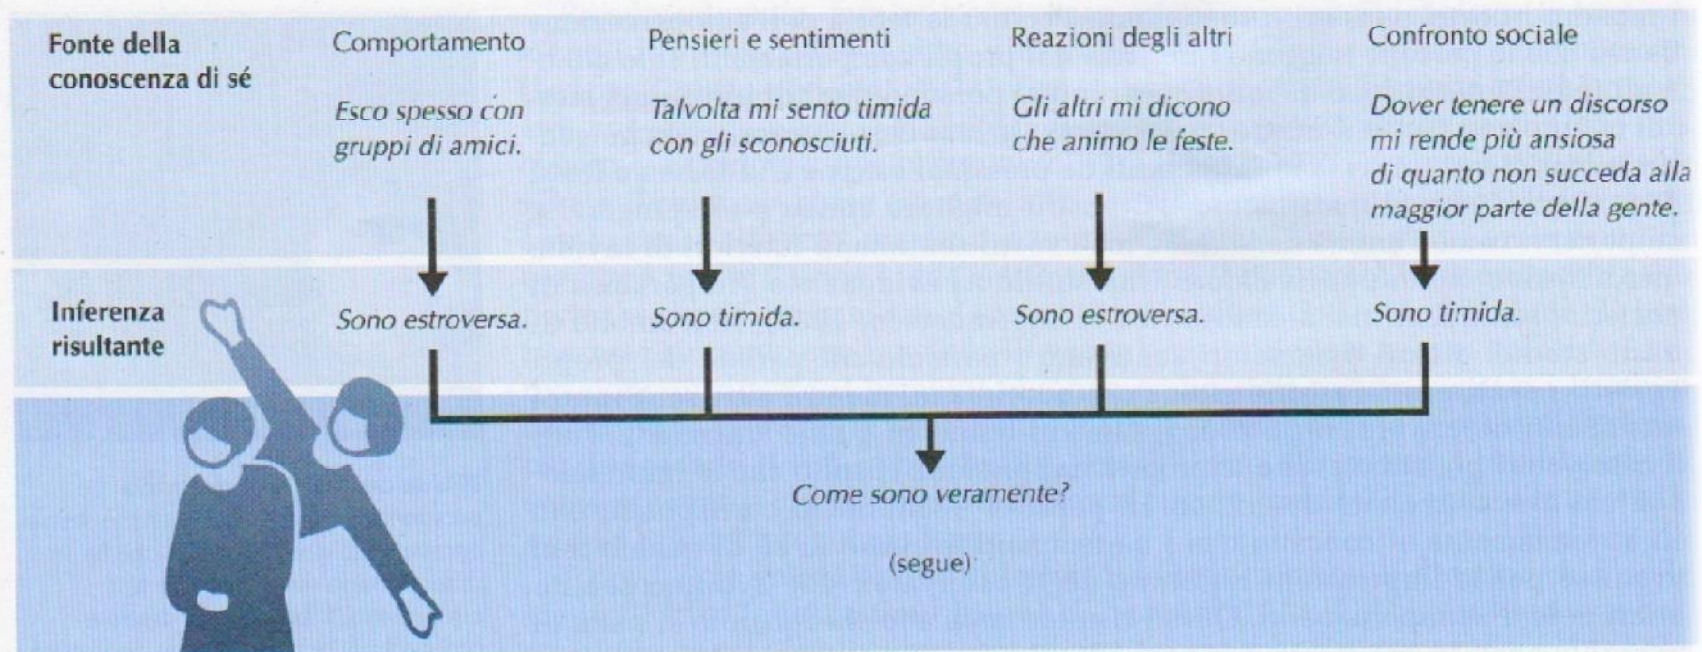 Fonte della
conoscenza di sé
Comportamento
Esco spesso con
gruppi di amici.
Pensieri e sentimenti
Talvolta mi sento timida
con gli sconosciuti.
Reazioni degli altri
Gli altri mi dicono
che animo le feste.
Confronto sociale
Dover tenere un discorso
mi rende più ansiosa
di quanto non succeda alla
maggior parte della gente.
Inferenza
risultante
Sono estroversa.
Sono timida.
Sono estroversa.
Sono timida.
Come sono veramente?
(segue)